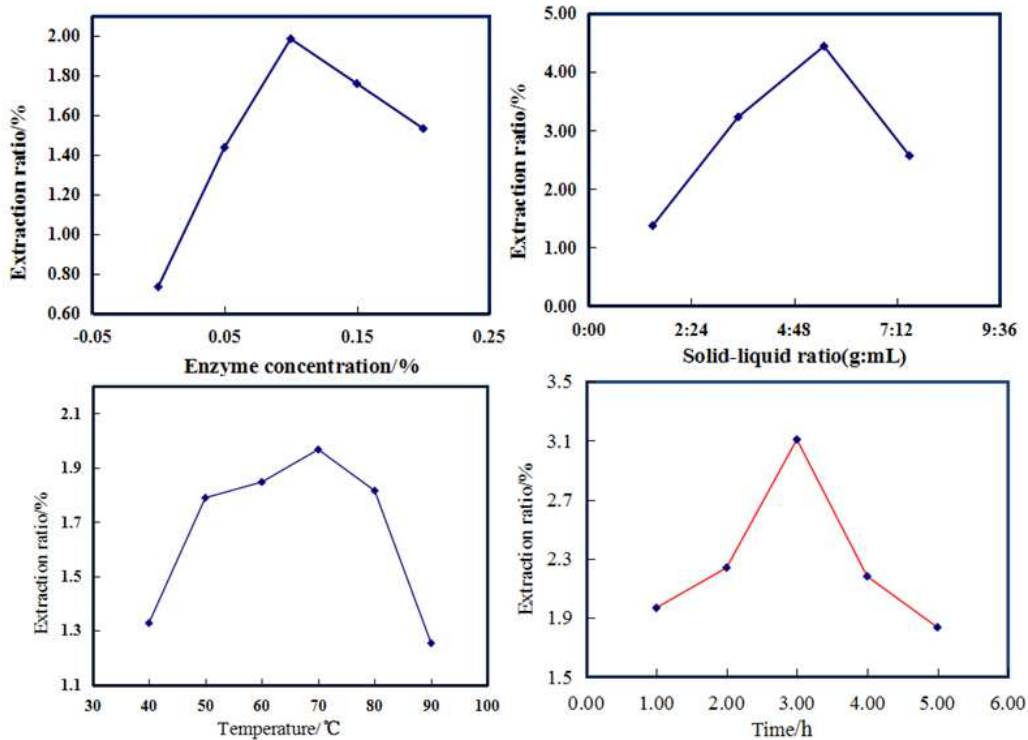 Extraction ratio/%
2.00
1.80
1.60
1.40
1.20
1.00
0.80
0.60
-0.05 0.05 0.15 0.25
Enzyme concentration/%
Extraction ratio/%
5.00
4.00
3.00
2.00
1.00
0.00
0:00 2:24 4:48 7:12 9:36
Solid-liquid ratio(g:mL)
Extraction ratio/%
2.1
1.9
1.7
1.5
1.3
1.1
30 40 50 60 70 80 90 100
Temperature/℃
Extraction ratio/%
3.5
3.1
2.7
2.3
1.9
1.5
0.00 1.00 2.00 3.00 4.00 5.00 6.00
Time/h